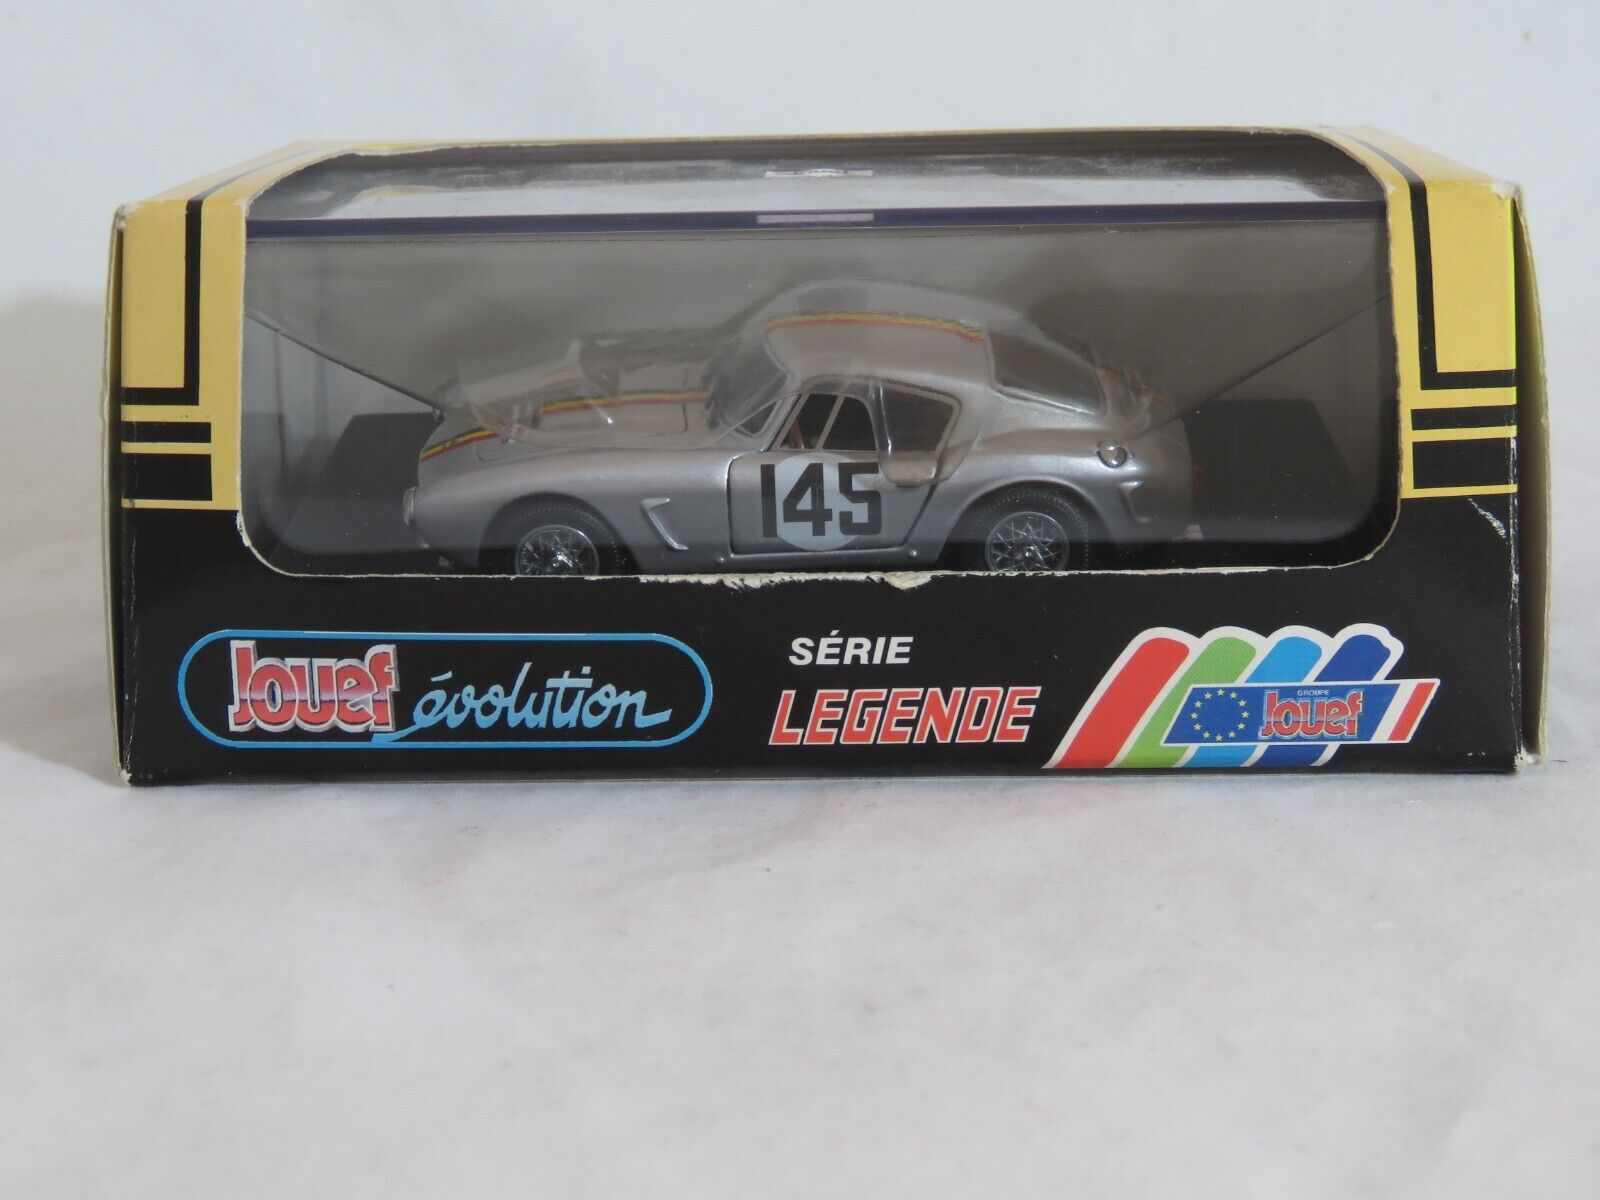 145
Jouef évolution
SÉRIE
LEGENDE
GROUPE
Jouef